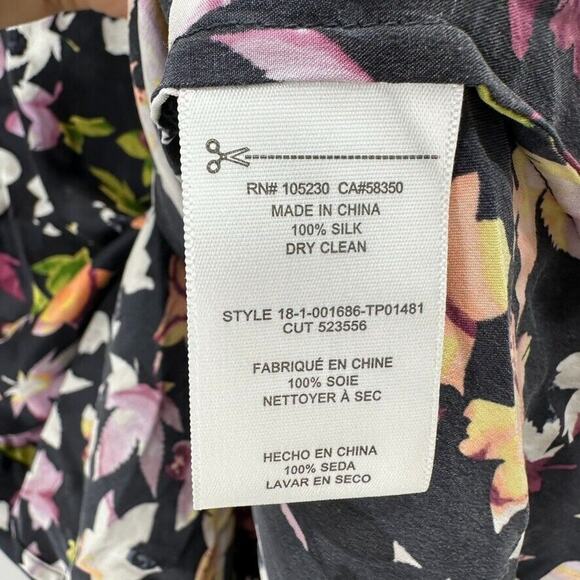 RN# 105230 CA#58350
MADE IN CHINA
100% SILK
DRY CLEAN
STYLE 18-1-001686-TP01481
CUT 523556
FABRIQUÉ EN CHINE
100% SOIE
NETTOYER À SEC
HECHO EN CHINA
100% SEDA
LAVAR EN SECO